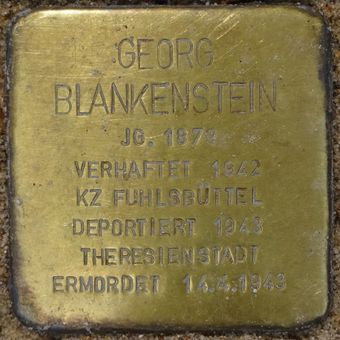 GEORG
BLANKENSTEIN
JG. 1879
VERHAFTET 1942
KZ FUHLSBÜTTEL
DEPORTIERT 1943
THERESIENSTADT
ERMORDET 14.4.1943